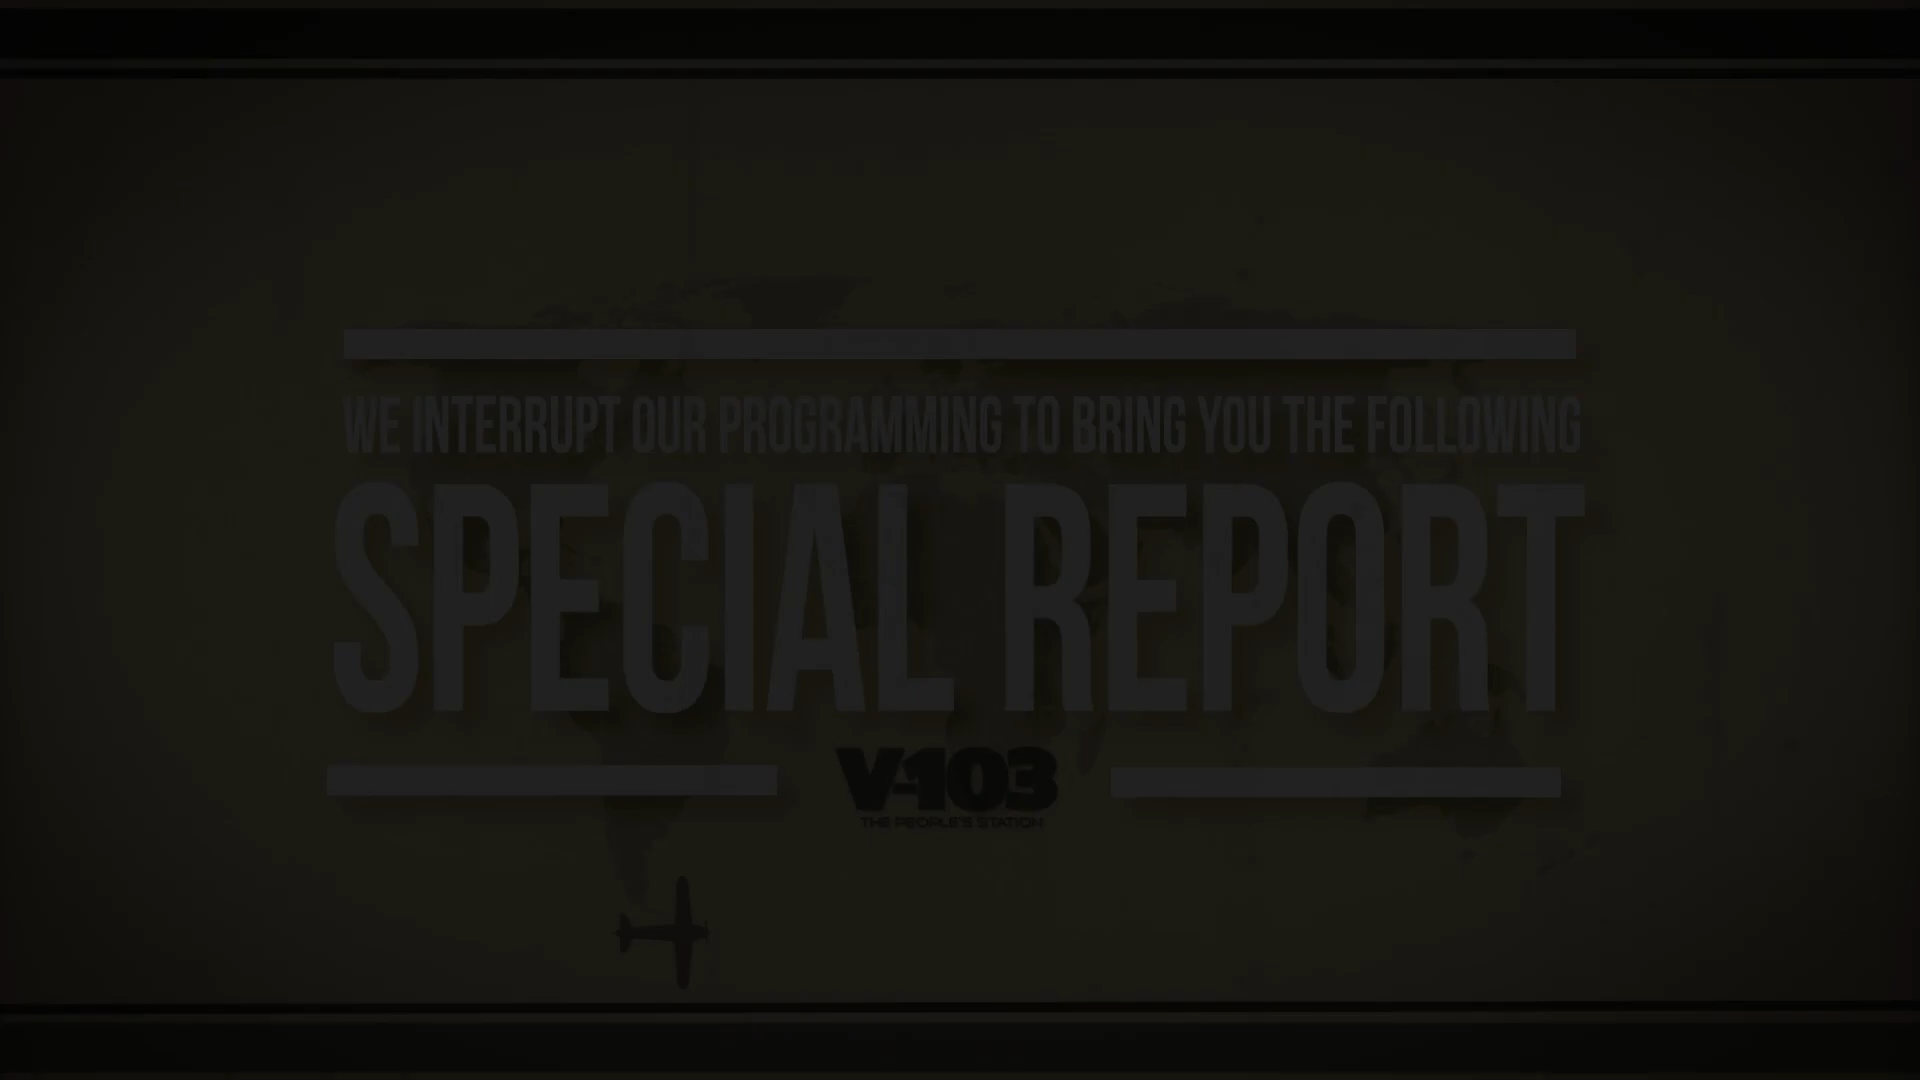 WE INTERRUPT OUR PROGRAMMING TO BRING YOU THE FOLLOWING
SPECIAL REPORT
V-103
THE PEOPLE'S STATION